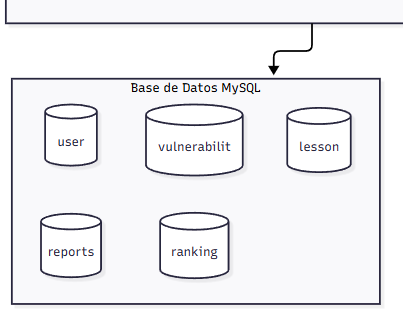 Base de Datos MySQL
user
vulnerabilit
lesson
reports
ranking